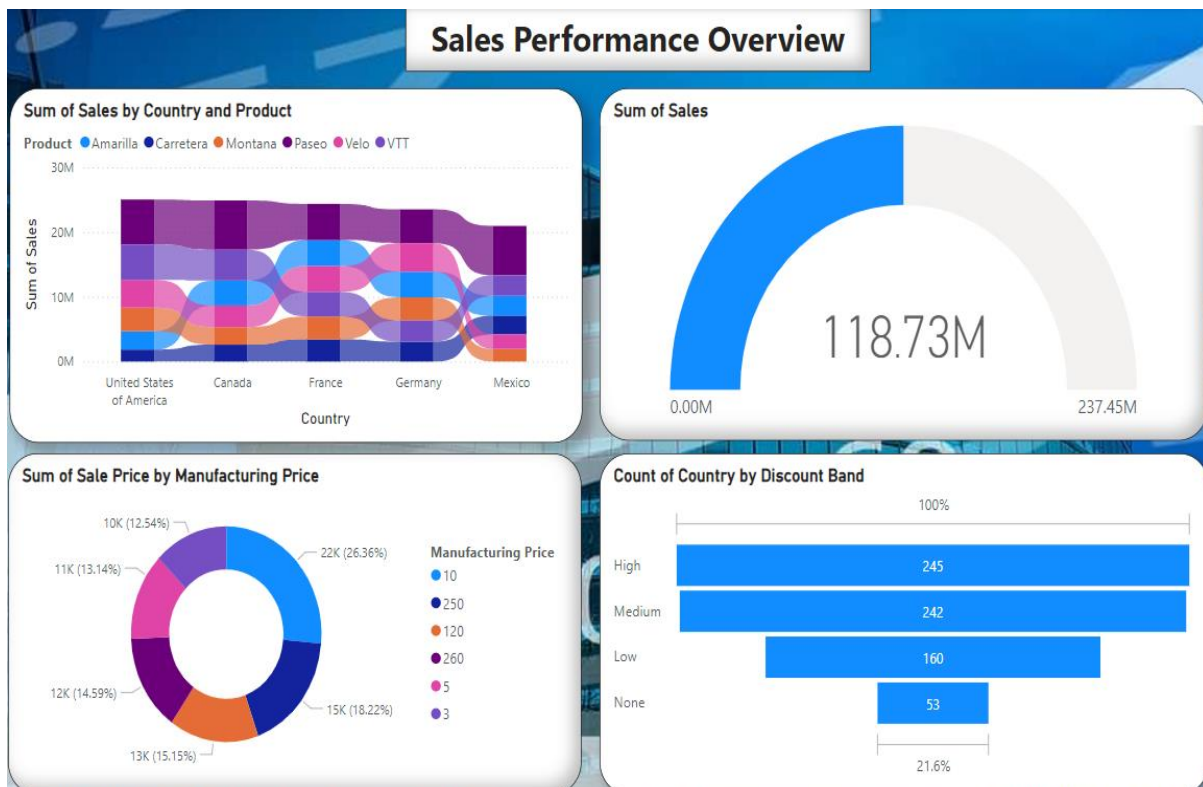 Sales Performance Overview
Sum of Sales by Country and Product
Product Amarilla Carretera Montana Paseo Velo VTT
30M
20M
10M
0M
Sum of Sales
United States of America
Canada
France
Germany
Mexico
Country
Sum of Sales
118.73M
0.00M
237.45M
Sum of Sale Price by Manufacturing Price
10K (12.54%)
22K (26.36%)
11K (13.14%)
12K (14.59%)
15K (18.22%)
13K (15.15%)
Manufacturing Price
10
250
120
260
5
3
Count of Country by Discount Band
100%
High 245
Medium 242
Low 160
None 53
21.6%